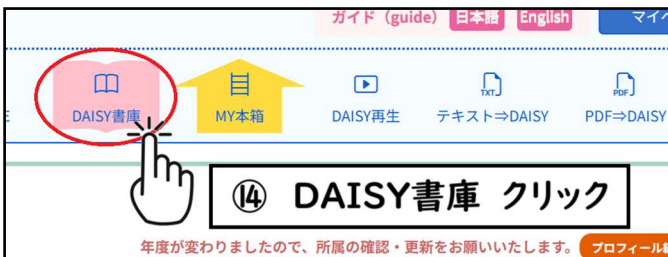 ガイド（guide） 日本語 English マイペ
DAISY書庫 MY本箱 DAISY再生 テキスト⇒DAISY PDF⇒DAISY
TXT PDF
⑭ DAISY書庫 クリック
年度が変わりましたので、所属の確認・更新をお願いいたします。 プロフィール